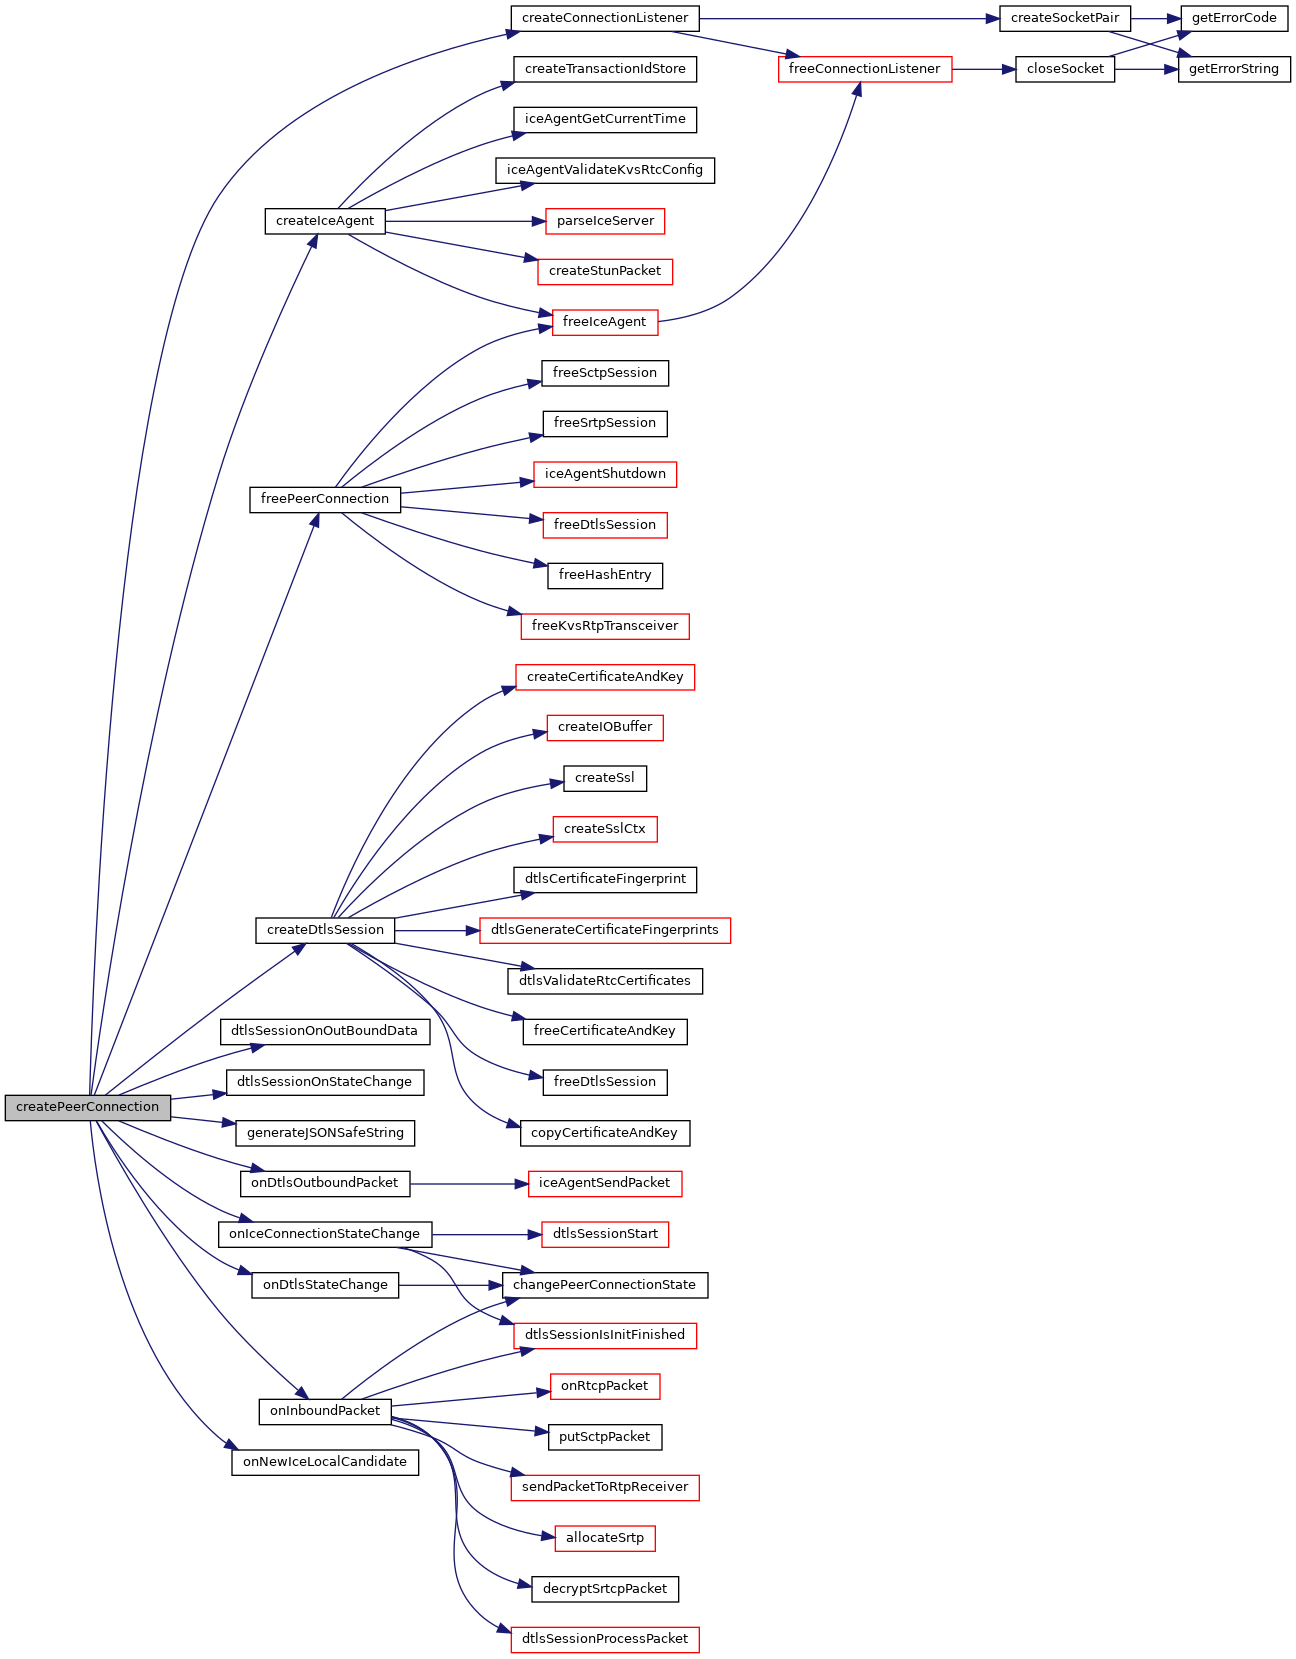 createConnectionListener
createSocketPair
getErrorCode
createTransactionIdStore
freeConnectionListener
closeSocket
getErrorString
iceAgentGetCurrentTime
iceAgentValidateKvsRtcConfig
createIceAgent
parseIceServer
createStunPacket
freeIceAgent
freeSctpSession
freeSrtpSession
iceAgentShutdown
freePeerConnection
freeDtlsSession
freeHashEntry
freeKvsRtpTransceiver
createCertificateAndKey
createIOBuffer
createSsl
createSslCtx
dtlsCertificateFingerprint
createDtlsSession
dtlsGenerateCertificateFingerprints
dtlsValidateRtcCertificates
dtlsSessionOnOutBoundData
freeCertificateAndKey
dtlsSessionOnStateChange
freeDtlsSession
createPeerConnection
generateJSONSafeString
copyCertificateAndKey
onDtlsOutboundPacket
iceAgentSendPacket
onIceConnectionStateChange
dtlsSessionStart
onDtlsStateChange
changePeerConnectionState
dtlsSessionIsInitFinished
onRtcpPacket
onInboundPacket
putSctpPacket
onNewIceLocalCandidate
sendPacketToRtpReceiver
allocateSrtp
decryptSrtcpPacket
dtlsSessionProcessPacket